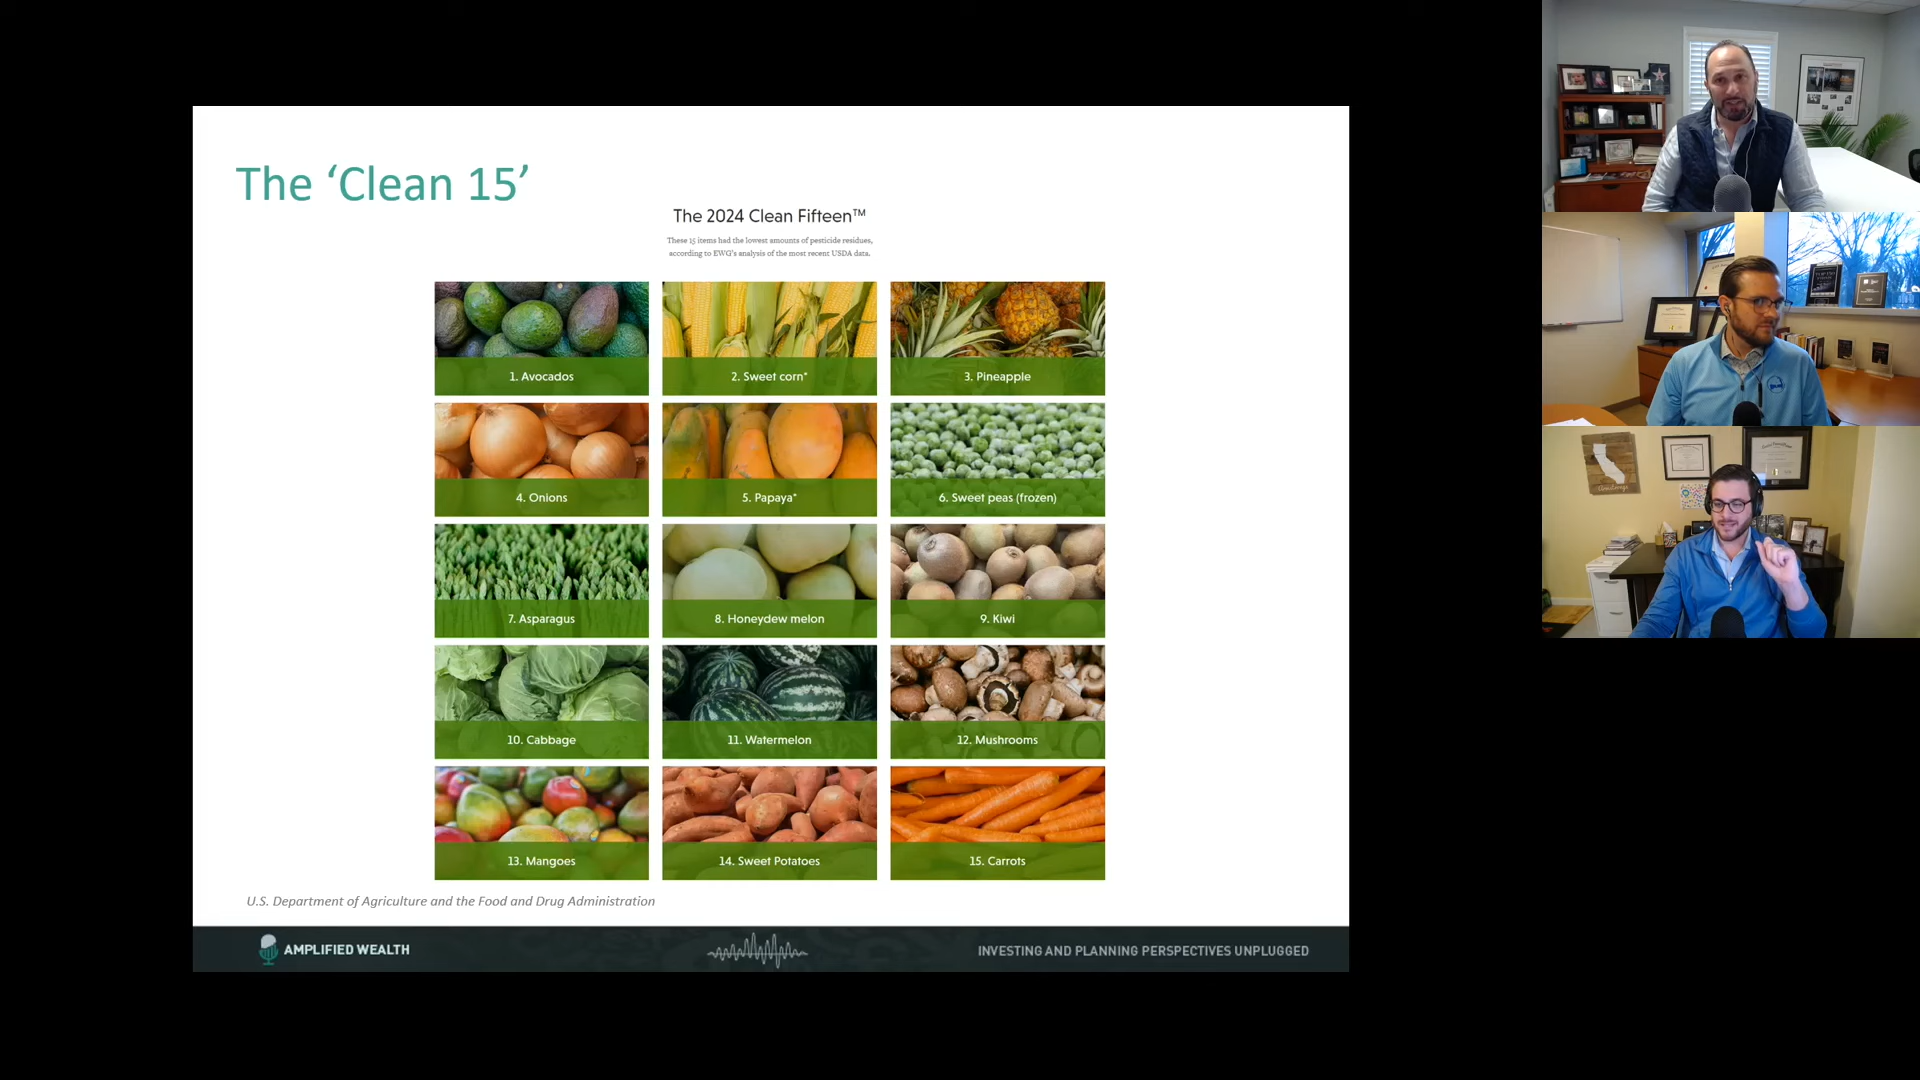 The ‘Clean 15’
The 2024 Clean Fifteen™
These 15 items had the lowest amounts of pesticide residues,
according to EWG's analysis of the most recent USDA data.
1. Avocados
2. Sweet corn*
3. Pineapple
4. Onions
5. Papaya*
6. Sweet peas (frozen)
7. Asparagus
8. Honeydew melon
9. Kiwi
10. Cabbage
11. Watermelon
12. Mushrooms
13. Mangoes
14. Sweet Potatoes
15. Carrots
U.S. Department of Agriculture and the Food and Drug Administration
AMPLIFIED WEALTH
INVESTING AND PLANNING PERSPECTIVES UNPLUGGED